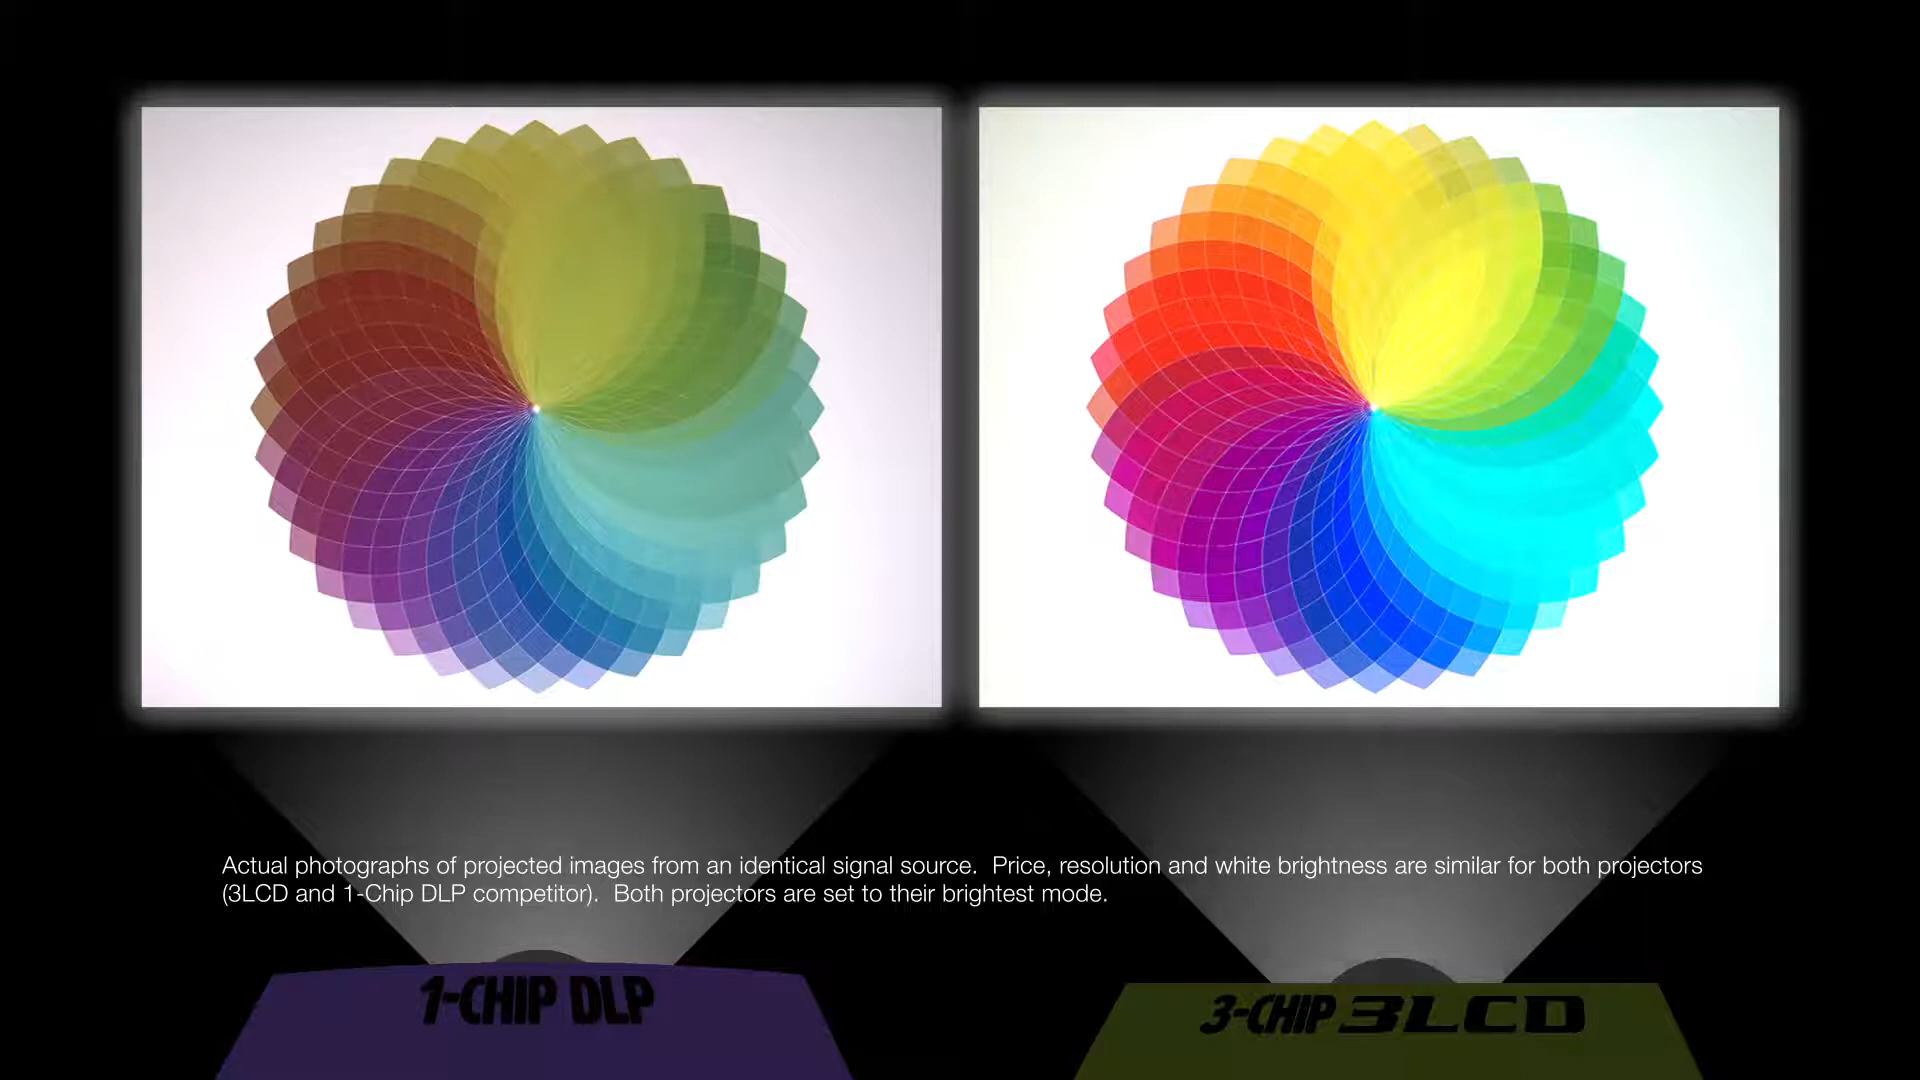 Actual photographs of projected images from an identical signal source.  Price, resolution and white brightness are similar for both projectors
(3LCD and 1-Chip DLP competitor).  Both projectors are set to their brightest mode.
1-CHIP DLP
3-CHIP 3LCD